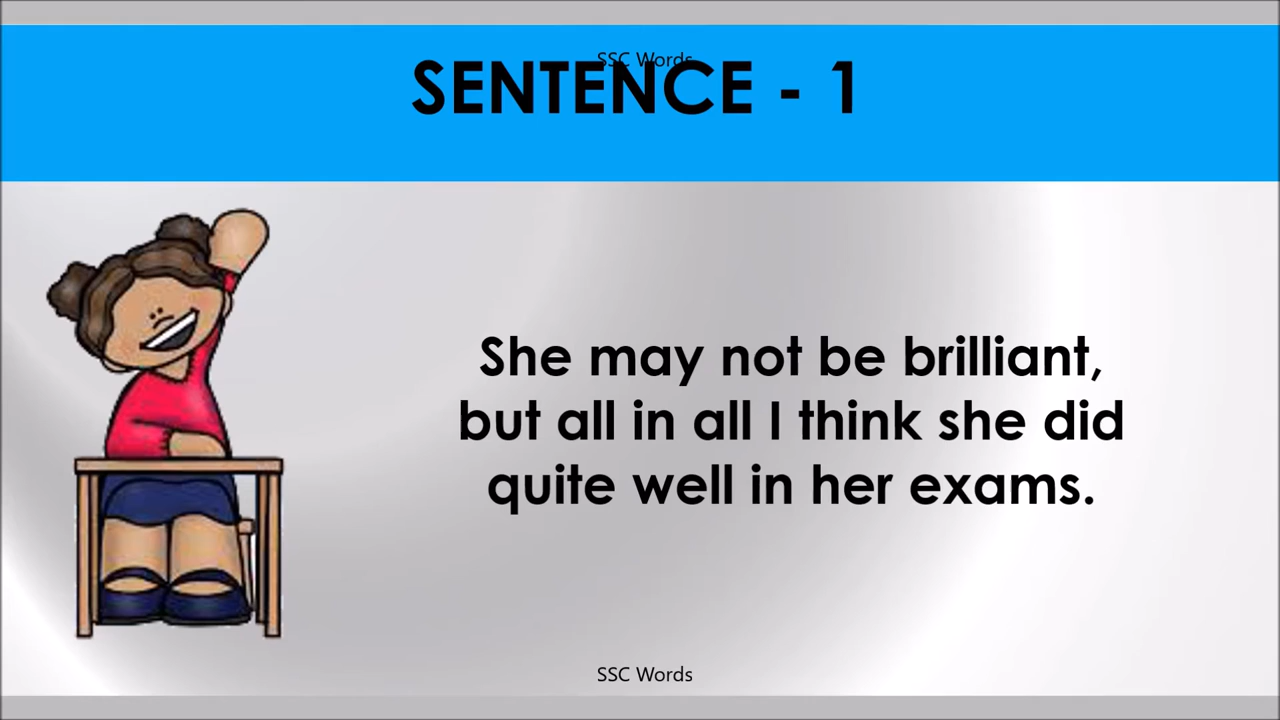 SSC Words
SENTENCE - 1
She may not be brilliant,
but all in all I think she did
quite well in her exams.
SSC Words